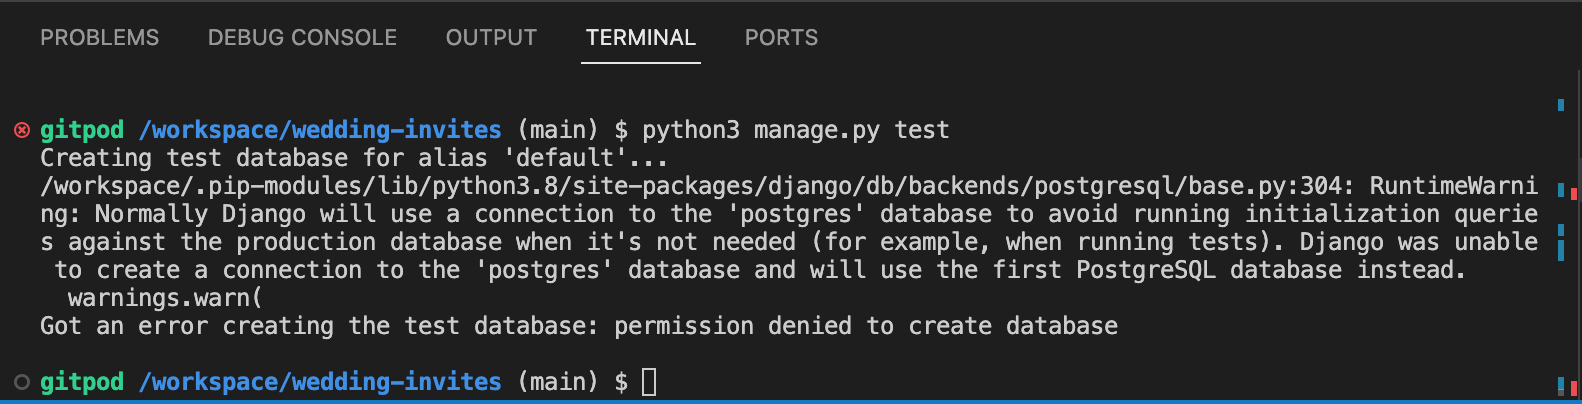 PROBLEMS DEBUG CONSOLE OUTPUT TERMINAL PORTS
gitpod /workspace/wedding-invites (main) $ python3 manage.py test
Creating test database for alias 'default'...
/workspace/.pip-modules/lib/python3.8/site-packages/django/db/backends/postgresql/base.py:304: RuntimeWarni
ng: Normally Django will use a connection to the 'postgres' database to avoid running initialization querie
s against the production database when it's not needed (for example, when running tests). Django was unable
 to create a connection to the 'postgres' database and will use the first PostgreSQL database instead.
  warnings.warn(
Got an error creating the test database: permission denied to create database
gitpod /workspace/wedding-invites (main) $